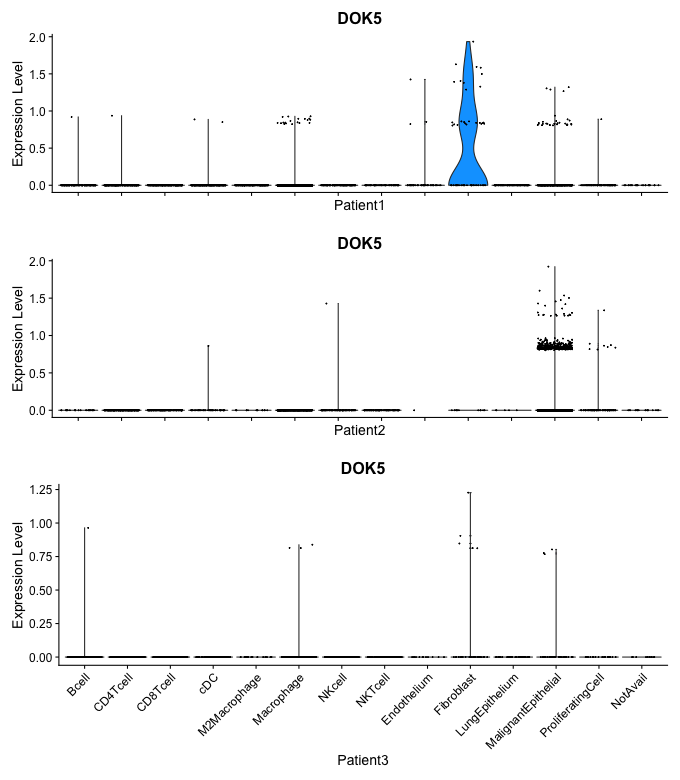 DOK5
Expression Level
2.0
1.5
1.0
0.5
0.0
Patient1
DOK5
Expression Level
2.0
1.5
1.0
0.5
0.0
Patient2
DOK5
Expression Level
1.25
1.00
0.75
0.50
0.25
0.00
Bcell
CD4Tcell
CD8Tcell
cDC
M2Macrophage
Macrophage
NKcell
NKTcell
Endothelium
Fibroblast
LungEpithelium
MalignantEpithelial
ProliferatingCell
NotAvail
Patient3